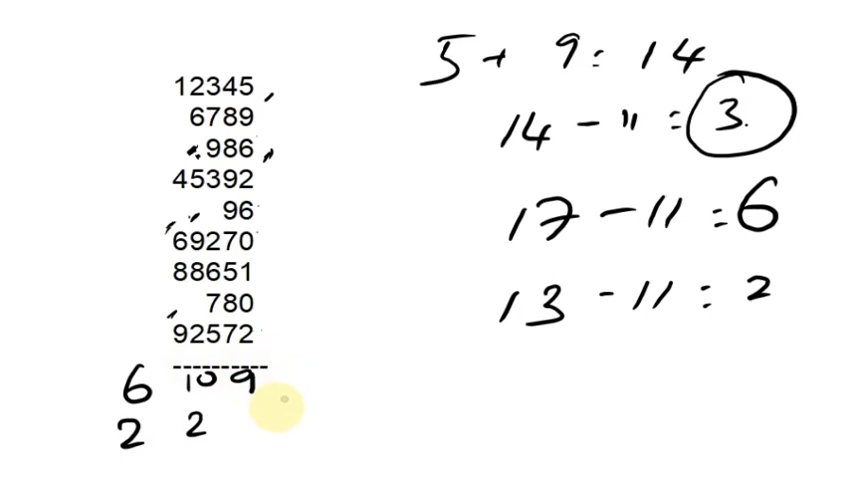 12345
6789
986
45392
96
69270
88651
780
92572
----------
6 10 9
2 2
5 + 9 = 14
14 - 11 = 3
17 - 11 = 6
13 - 11 = 2